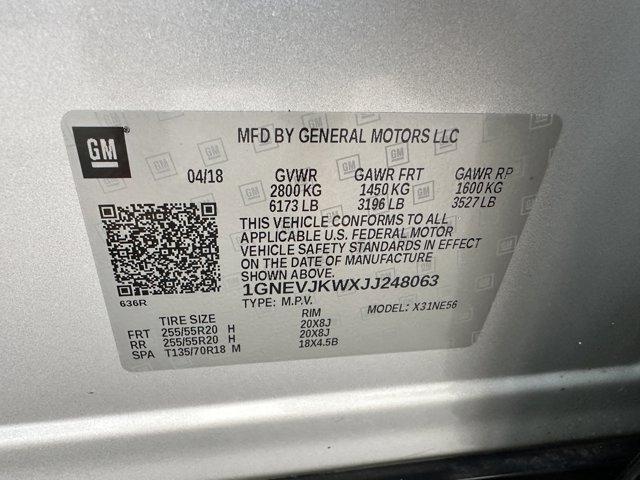 GM
MFD BY GENERAL MOTORS LLC
04/18 GVWR GAWR FRT GAWR RP
2800 KG 1450 KG 1600 KG
6173 LB 3196 LB 3527 LB
THIS VEHICLE CONFORMS TO ALL
APPLICABLE U.S. FEDERAL MOTOR
VEHICLE SAFETY STANDARDS IN EFFECT
ON THE DATE OF MANUFACTURE
SHOWN ABOVE.
1GNEVJKWXJJ248063
636R
TYPE: M.P.V. MODEL: X31NE56
TIRE SIZE RIM
FRT 255/55R20 H 20X8J
RR 255/55R20 H 20X8J
SPA T135/70R18 M 18X4.5B